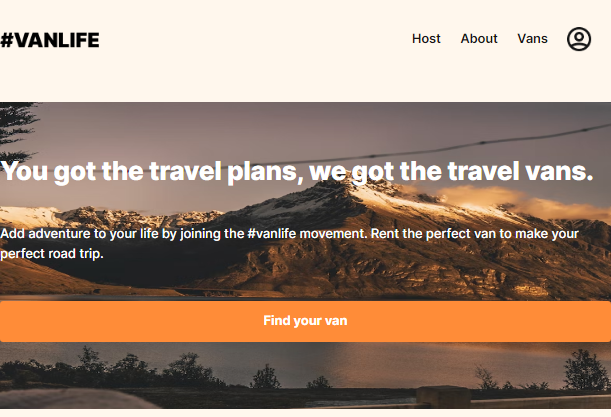 #VANLIFE
Host About Vans
You got the travel plans, we got the travel vans.
Add adventure to your life by joining the #vanlife movement. Rent the perfect van to make your
perfect road trip.
Find your van